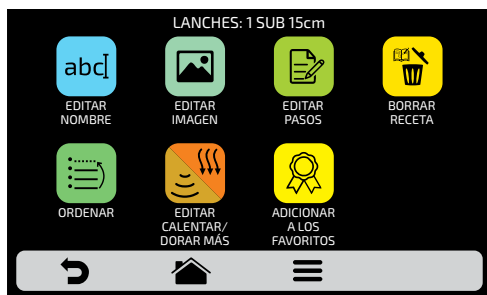 LANCHES: 1 SUB 15cm
abc
EDITAR
NOMBRE
EDITAR
IMAGEN
EDITAR
PASOS
BORRAR
RECETA
ORDENAR
EDITAR
CALENTAR/
DORAR MÁS
ADICIONAR
A LOS
FAVORITOS